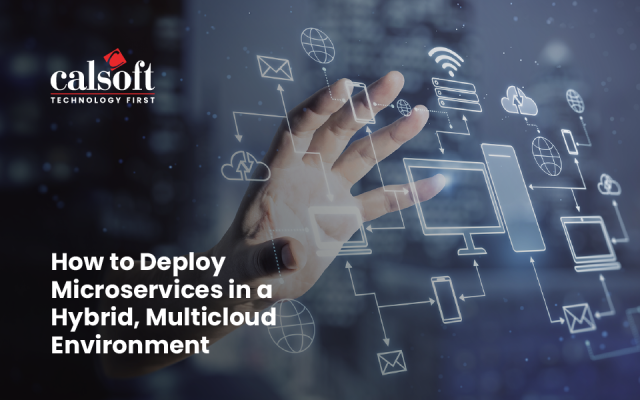 calsoft
TECHNOLOGY FIRST
How to Deploy
Microservices in a
Hybrid, Multicloud
Environment